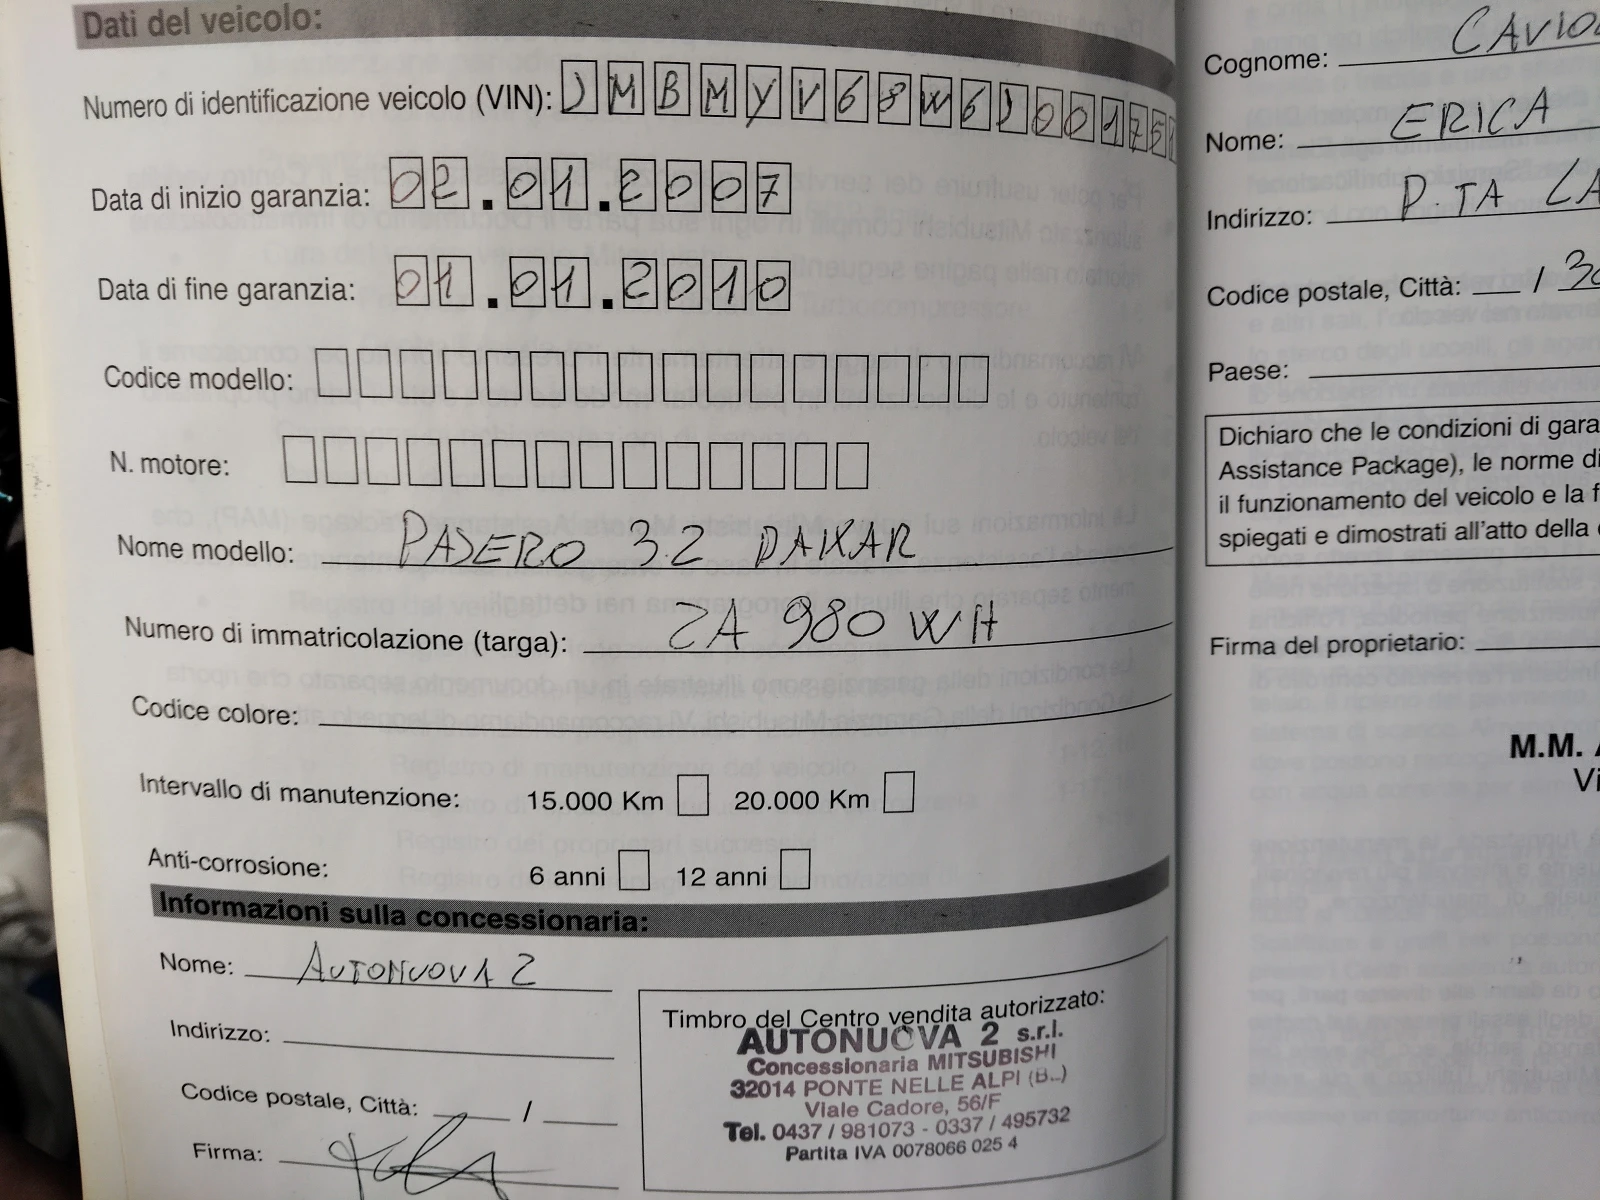 Dati del veicolo:
Numero di identificazione veicolo (VIN): JMBMYV68W6J00175
Data di inizio garanzia: 02.01.2007
Data di fine garanzia: 01.01.2010
Codice modello:
N. motore:
Nome modello: PAJERO 3.2 DAKAR
Numero di immatricolazione (targa): ZA 980 WH
Codice colore:
Intervallo di manutenzione: 15.000 Km 20.000 Km
Anti-corrosione: 6 anni 12 anni
Informazioni sulla concessionaria:
Nome: AUTONUOVA 2
Indirizzo:
Codice postale, Città: /
Firma:
Timbro del Centro vendita autorizzato:
AUTONUOVA 2 s.r.l.
Concessionaria MITSUBISHI
32014 PONTE NELLE ALPI
Viale Cadore, 56/F
Tel. 0437 / 981073 - 0337 / 495732
Partita IVA 0078066 025 4
Cognome: CAVIO
Nome: ERICA
Indirizzo: P.TA CA
Codice postale, Città: / 30
Paese:
Dichiaro che le condizioni di gara
Assistance Package), le norme di
il funzionamento del veicolo e la f
spiegati e dimostrati all'atto della
Firma del proprietario:
M.M.
Vi